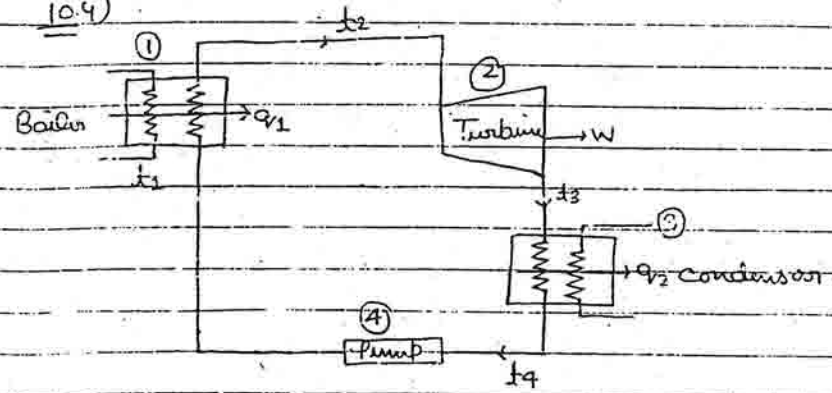 10.4)
t2
①
②
Boiler
q1
Turbine
W
t1
t3
③
q2 condensor
④
Pump
t4